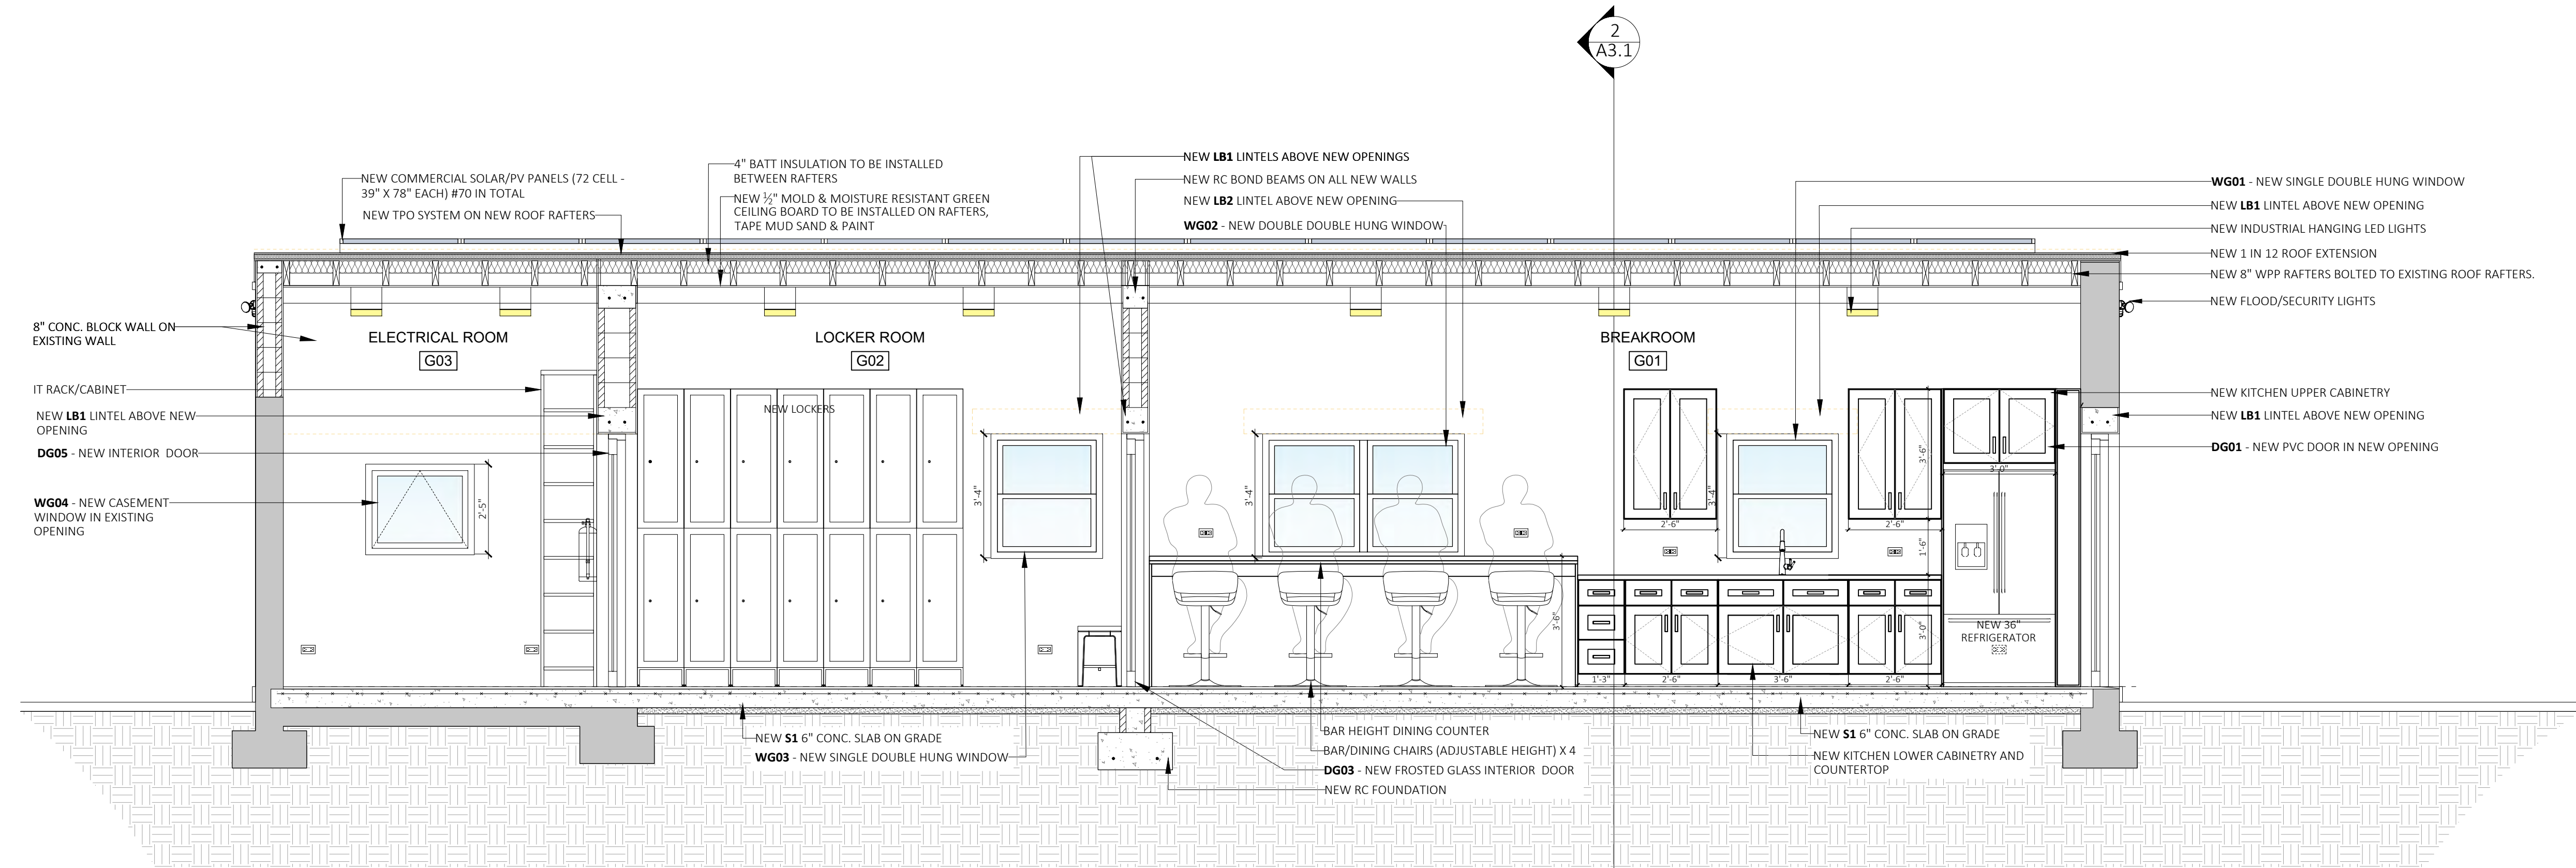 2
A3.1
NEW COMMERCIAL SOLAR/PV PANELS (72 CELL -
39" X 78" EACH) #70 IN TOTAL
NEW TPO SYSTEM ON NEW ROOF RAFTERS
4" BATT INSULATION TO BE INSTALLED
BETWEEN RAFTERS
NEW ½" MOLD & MOISTURE RESISTANT GREEN
CEILING BOARD TO BE INSTALLED ON RAFTERS,
TAPE MUD SAND & PAINT
NEW LB1 LINTELS ABOVE NEW OPENINGS
NEW RC BOND BEAMS ON ALL NEW WALLS
NEW LB2 LINTEL ABOVE NEW OPENING
WG02 - NEW DOUBLE DOUBLE HUNG WINDOW
WG01 - NEW SINGLE DOUBLE HUNG WINDOW
NEW LB1 LINTEL ABOVE NEW OPENING
NEW INDUSTRIAL HANGING LED LIGHTS
NEW 1 IN 12 ROOF EXTENSION
NEW 8" WPP RAFTERS BOLTED TO EXISTING ROOF RAFTERS.
NEW FLOOD/SECURITY LIGHTS
NEW KITCHEN UPPER CABINETRY
NEW LB1 LINTEL ABOVE NEW OPENING
DG01 - NEW PVC DOOR IN NEW OPENING
8" CONC. BLOCK WALL ON
EXISTING WALL
IT RACK/CABINET
NEW LB1 LINTEL ABOVE NEW
OPENING
DG05 - NEW INTERIOR DOOR
WG04 - NEW CASEMENT
WINDOW IN EXISTING
OPENING
ELECTRICAL ROOM
G03
LOCKER ROOM
G02
BREAKROOM
G01
NEW LOCKERS
2'-5"
3'-4"
3'-4"
3'-4"
3'-6"
3'-0"
2'-6"
2'-6"
1'-6"
3'-6"
3'-0"
NEW 36"
REFRIGERATOR
1'-3"
2'-6"
3'-6"
2'-6"
NEW S1 6" CONC. SLAB ON GRADE
WG03 - NEW SINGLE DOUBLE HUNG WINDOW
BAR HEIGHT DINING COUNTER
BAR/DINING CHAIRS (ADJUSTABLE HEIGHT) X 4
DG03 - NEW FROSTED GLASS INTERIOR DOOR
NEW RC FOUNDATION
NEW S1 6" CONC. SLAB ON GRADE
NEW KITCHEN LOWER CABINETRY AND
COUNTERTOP